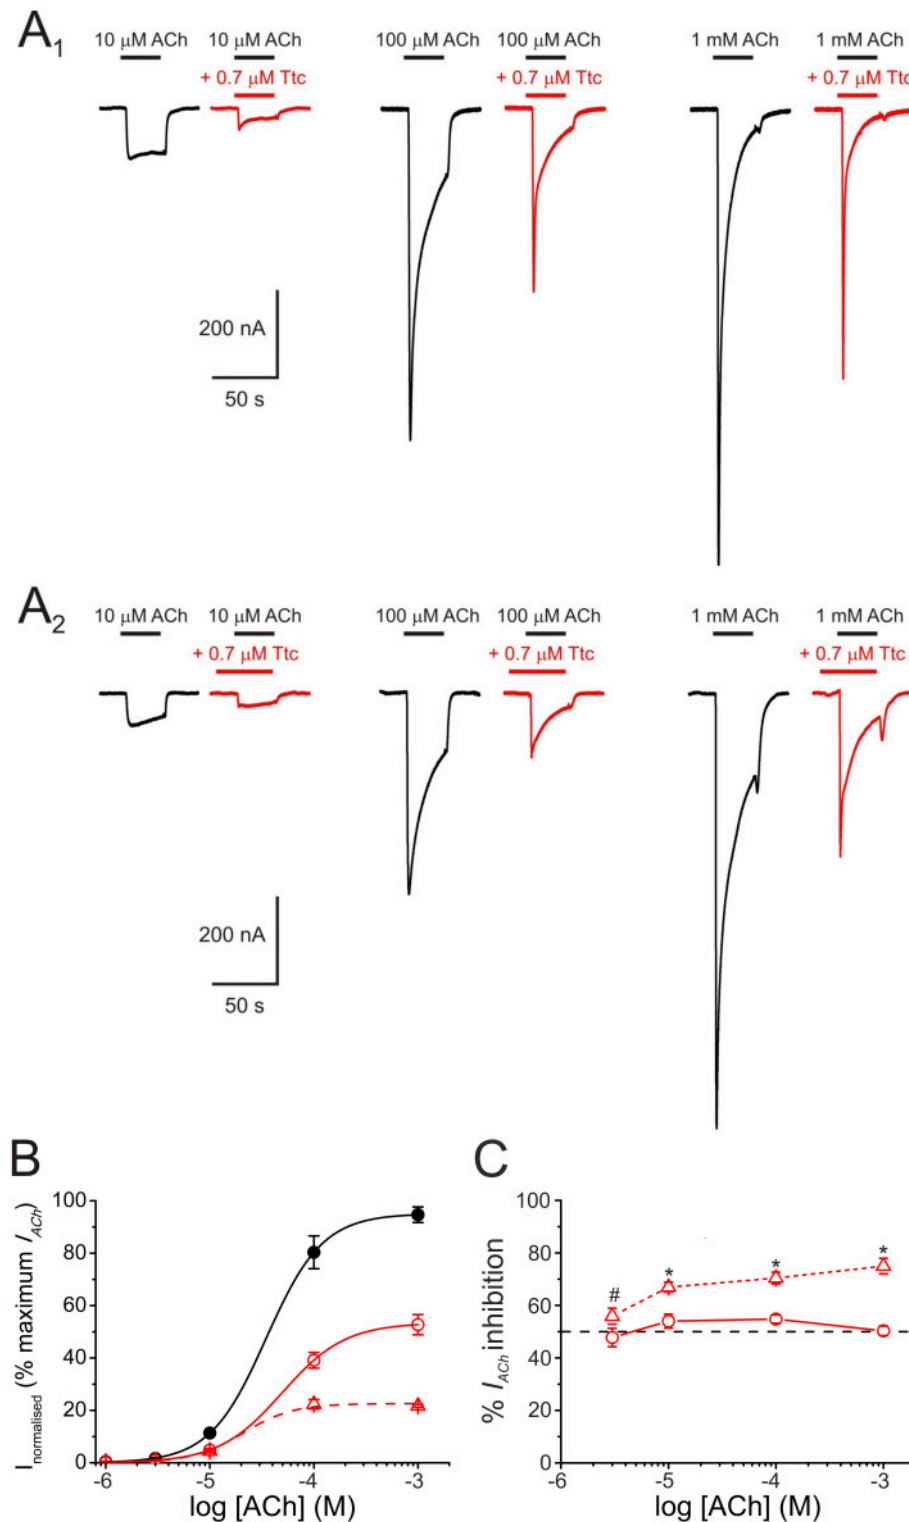 A1
10 μM ACh 10 μM ACh 100 μM ACh 100 μM ACh 1 mM ACh 1 mM ACh
+ 0.7 μM Ttc + 0.7 μM Ttc + 0.7 μM Ttc
200 nA
50 s
A2
10 μM ACh 10 μM ACh 100 μM ACh 100 μM ACh 1 mM ACh 1 mM ACh
+ 0.7 μM Ttc + 0.7 μM Ttc + 0.7 μM Ttc
200 nA
50 s
B
Inormalised (% maximum IACh)
100
80
60
40
20
0
-6 -5 -4 -3
log [ACh] (M)
C
% IACh inhibition
100
80
60
40
20
0
# * * *
-6 -5 -4 -3
log [ACh] (M)